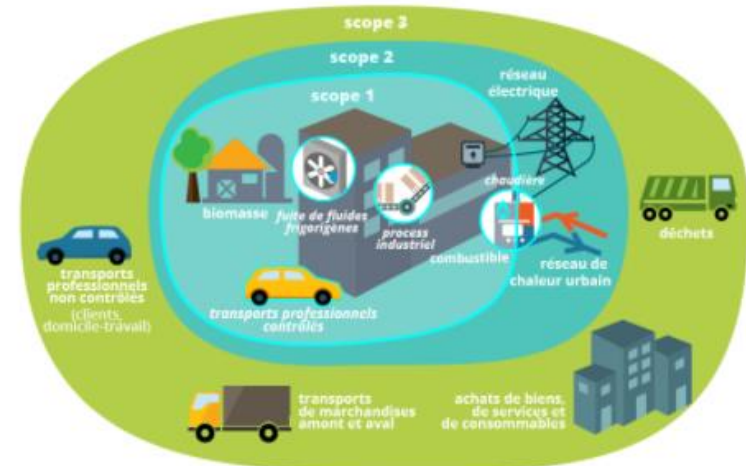 scope 3
scope 2
scope 1
réseau
électrique
biomasse
fuite de fluides
frigorigènes
process
industriel
chaudière
combustible
réseau de
chaleur urbain
déchets
transports
professionnels
non contrôlés
(clients,
domicile-travail)
transports professionnels
contrôlés
transports
de marchandises
amont et aval
achats de biens,
de services et
de consommables